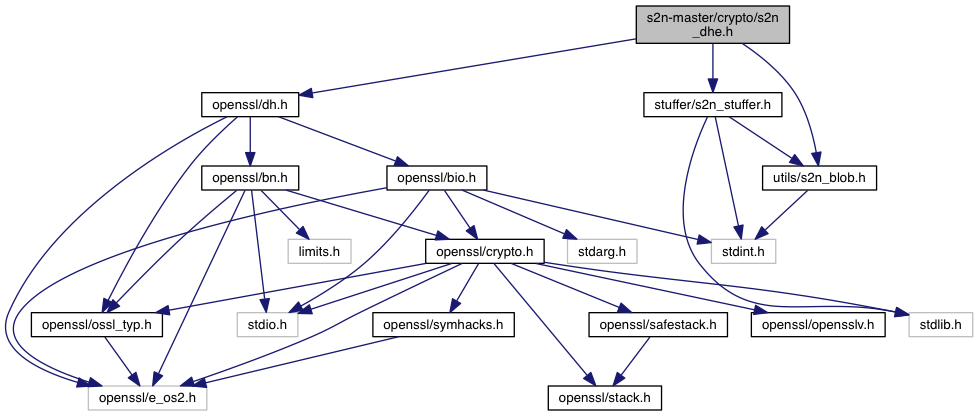 s2n-master/crypto/s2n
_dhe.h
openssl/dh.h
stuffer/s2n_stuffer.h
openssl/bn.h
openssl/bio.h
utils/s2n_blob.h
limits.h
openssl/crypto.h
stdarg.h
stdint.h
openssl/ossl_typ.h
stdio.h
openssl/symhacks.h
openssl/safestack.h
openssl/opensslv.h
stdlib.h
openssl/e_os2.h
openssl/stack.h